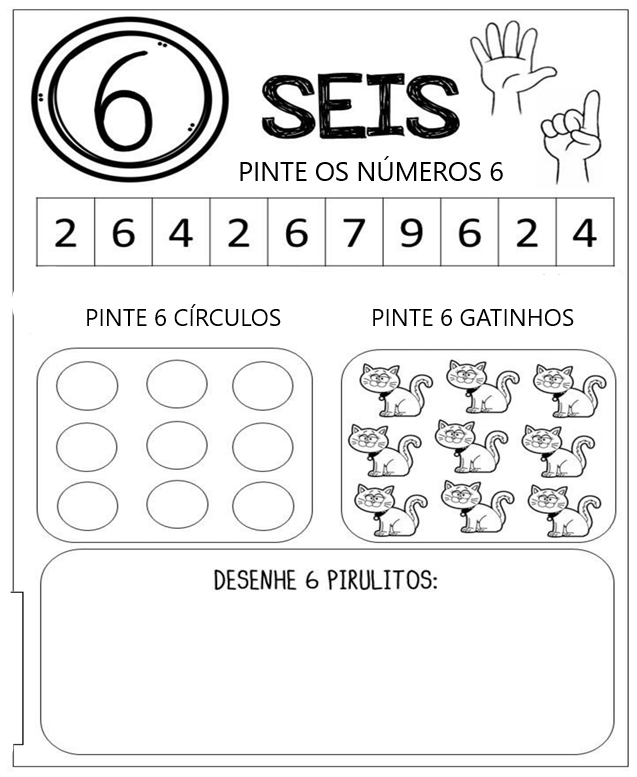 6 SEIS
PINTE OS NÚMEROS 6
2 6 4 2 6 7 9 6 2 4
PINTE 6 CÍRCULOS
PINTE 6 GATINHOS
DESENHE 6 PIRULITOS: